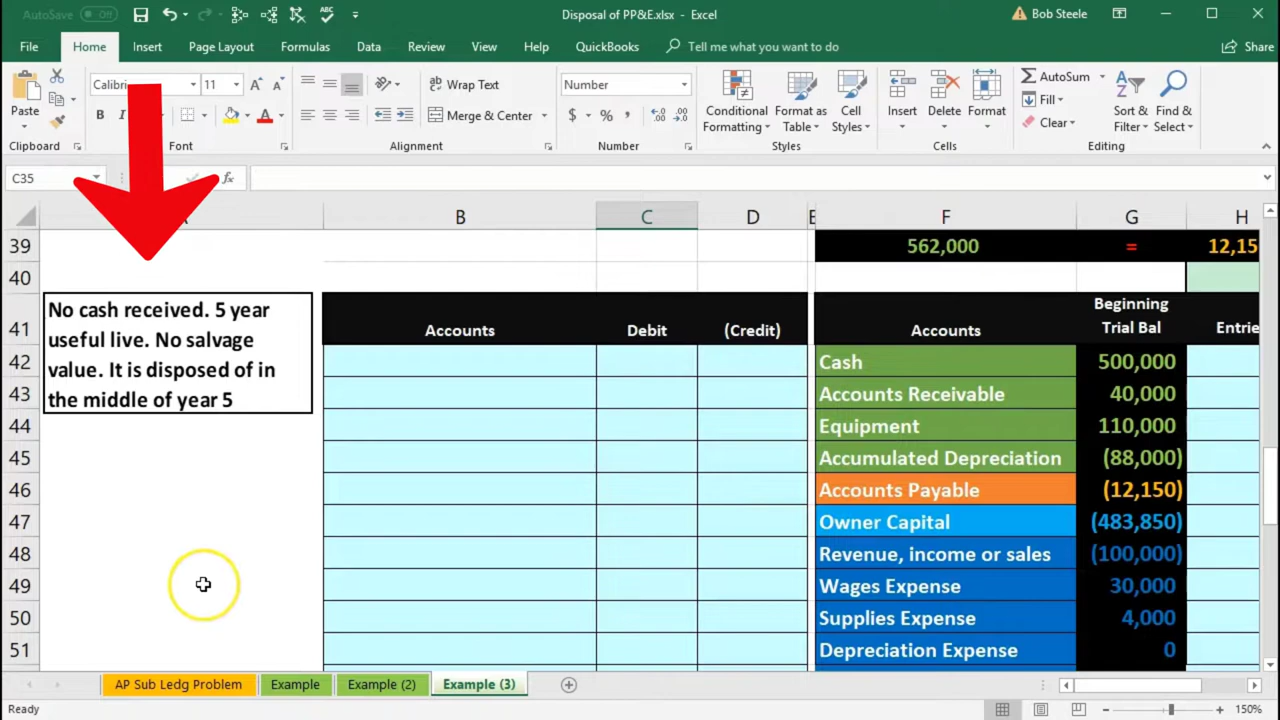 AutoSave Off
Disposal of PP&E.xlsx - Excel
Bob Steele
File Home Insert Page Layout Formulas Data Review View Help QuickBooks Tell me what you want to do Share
Paste
Calibri 11
B I A
Wrap Text
Merge & Center
Number
$ % ,
Conditional Formatting
Format as Table
Cell Styles
Insert
Delete
Format
AutoSum
Fill
Clear
Sort & Filter
Find & Select
Clipboard Font Alignment Number Styles Cells Editing
C35 fx
B C D E F G H
39 562,000 = 12,15
40
41 Accounts Debit (Credit) Accounts Beginning Trial Bal Entrie
No cash received. 5 year
useful live. No salvage
value. It is disposed of in
the middle of year 5
42 Cash 500,000
43 Accounts Receivable 40,000
44 Equipment 110,000
45 Accumulated Depreciation (88,000)
46 Accounts Payable (12,150)
47 Owner Capital (483,850)
48 Revenue, income or sales (100,000)
49 Wages Expense 30,000
50 Supplies Expense 4,000
51 Depreciation Expense 0
AP Sub Ledg Problem Example Example (2) Example (3)
Ready 150%